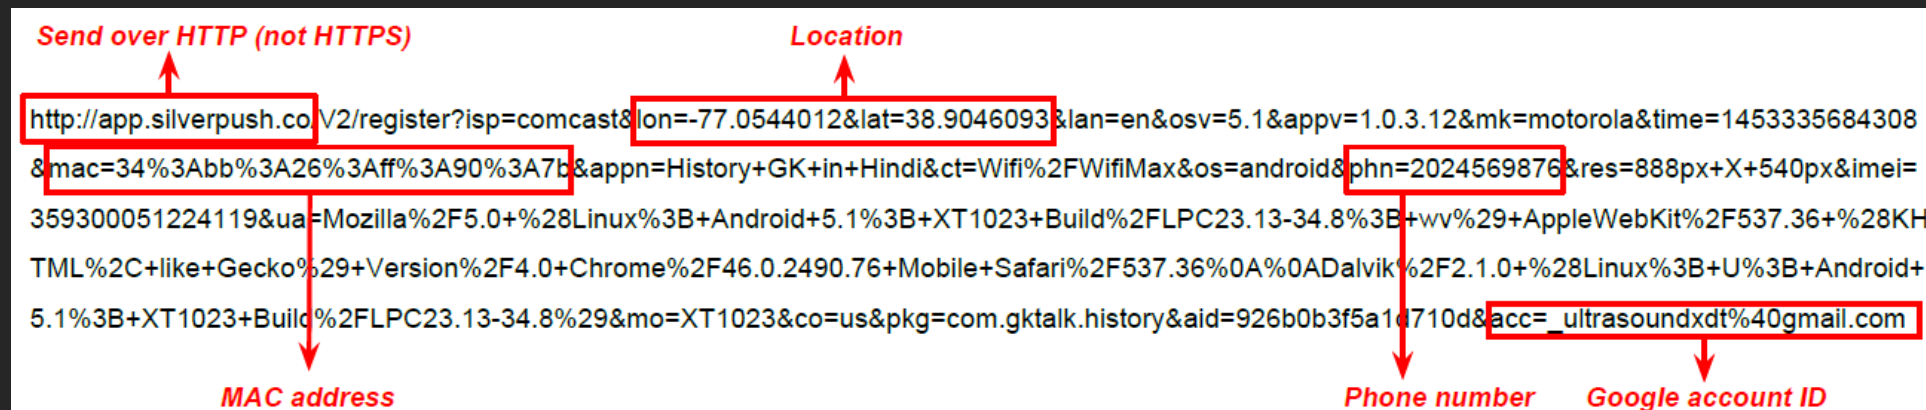 Send over HTTP (not HTTPS)
Location
http://app.silverpush.co/V2/register?isp=comcast&lon=-77.0544012&lat=38.9046093&lan=en&osv=5.1&appv=1.0.3.12&mk=motorola&time=1453335684308
&mac=34%3Abb%3A26%3Aff%3A90%3A7b&appn=History+GK+in+Hindi&ct=Wifi%2FWifiMax&os=android&phn=2024569876&res=888px+X+540px&imei=
359300051224119&ua=Mozilla%2F5.0+%28Linux%3B+Android+5.1%3B+XT1023+Build%2FLPC23.13-34.8%3B+wv%29+AppleWebKit%2F537.36+%28KH
TML%2C+like+Gecko%29+Version%2F4.0+Chrome%2F46.0.2490.76+Mobile+Safari%2F537.36%0A%0ADalvik%2F2.1.0+%28Linux%3B+U%3B+Android+
5.1%3B+XT1023+Build%2FLPC23.13-34.8%29&mo=XT1023&co=us&pkg=com.gktalk.history&aid=926b0b3f5a1d710d&acc=_ultrasoundxdt%40gmail.com
MAC address
Phone number
Google account ID